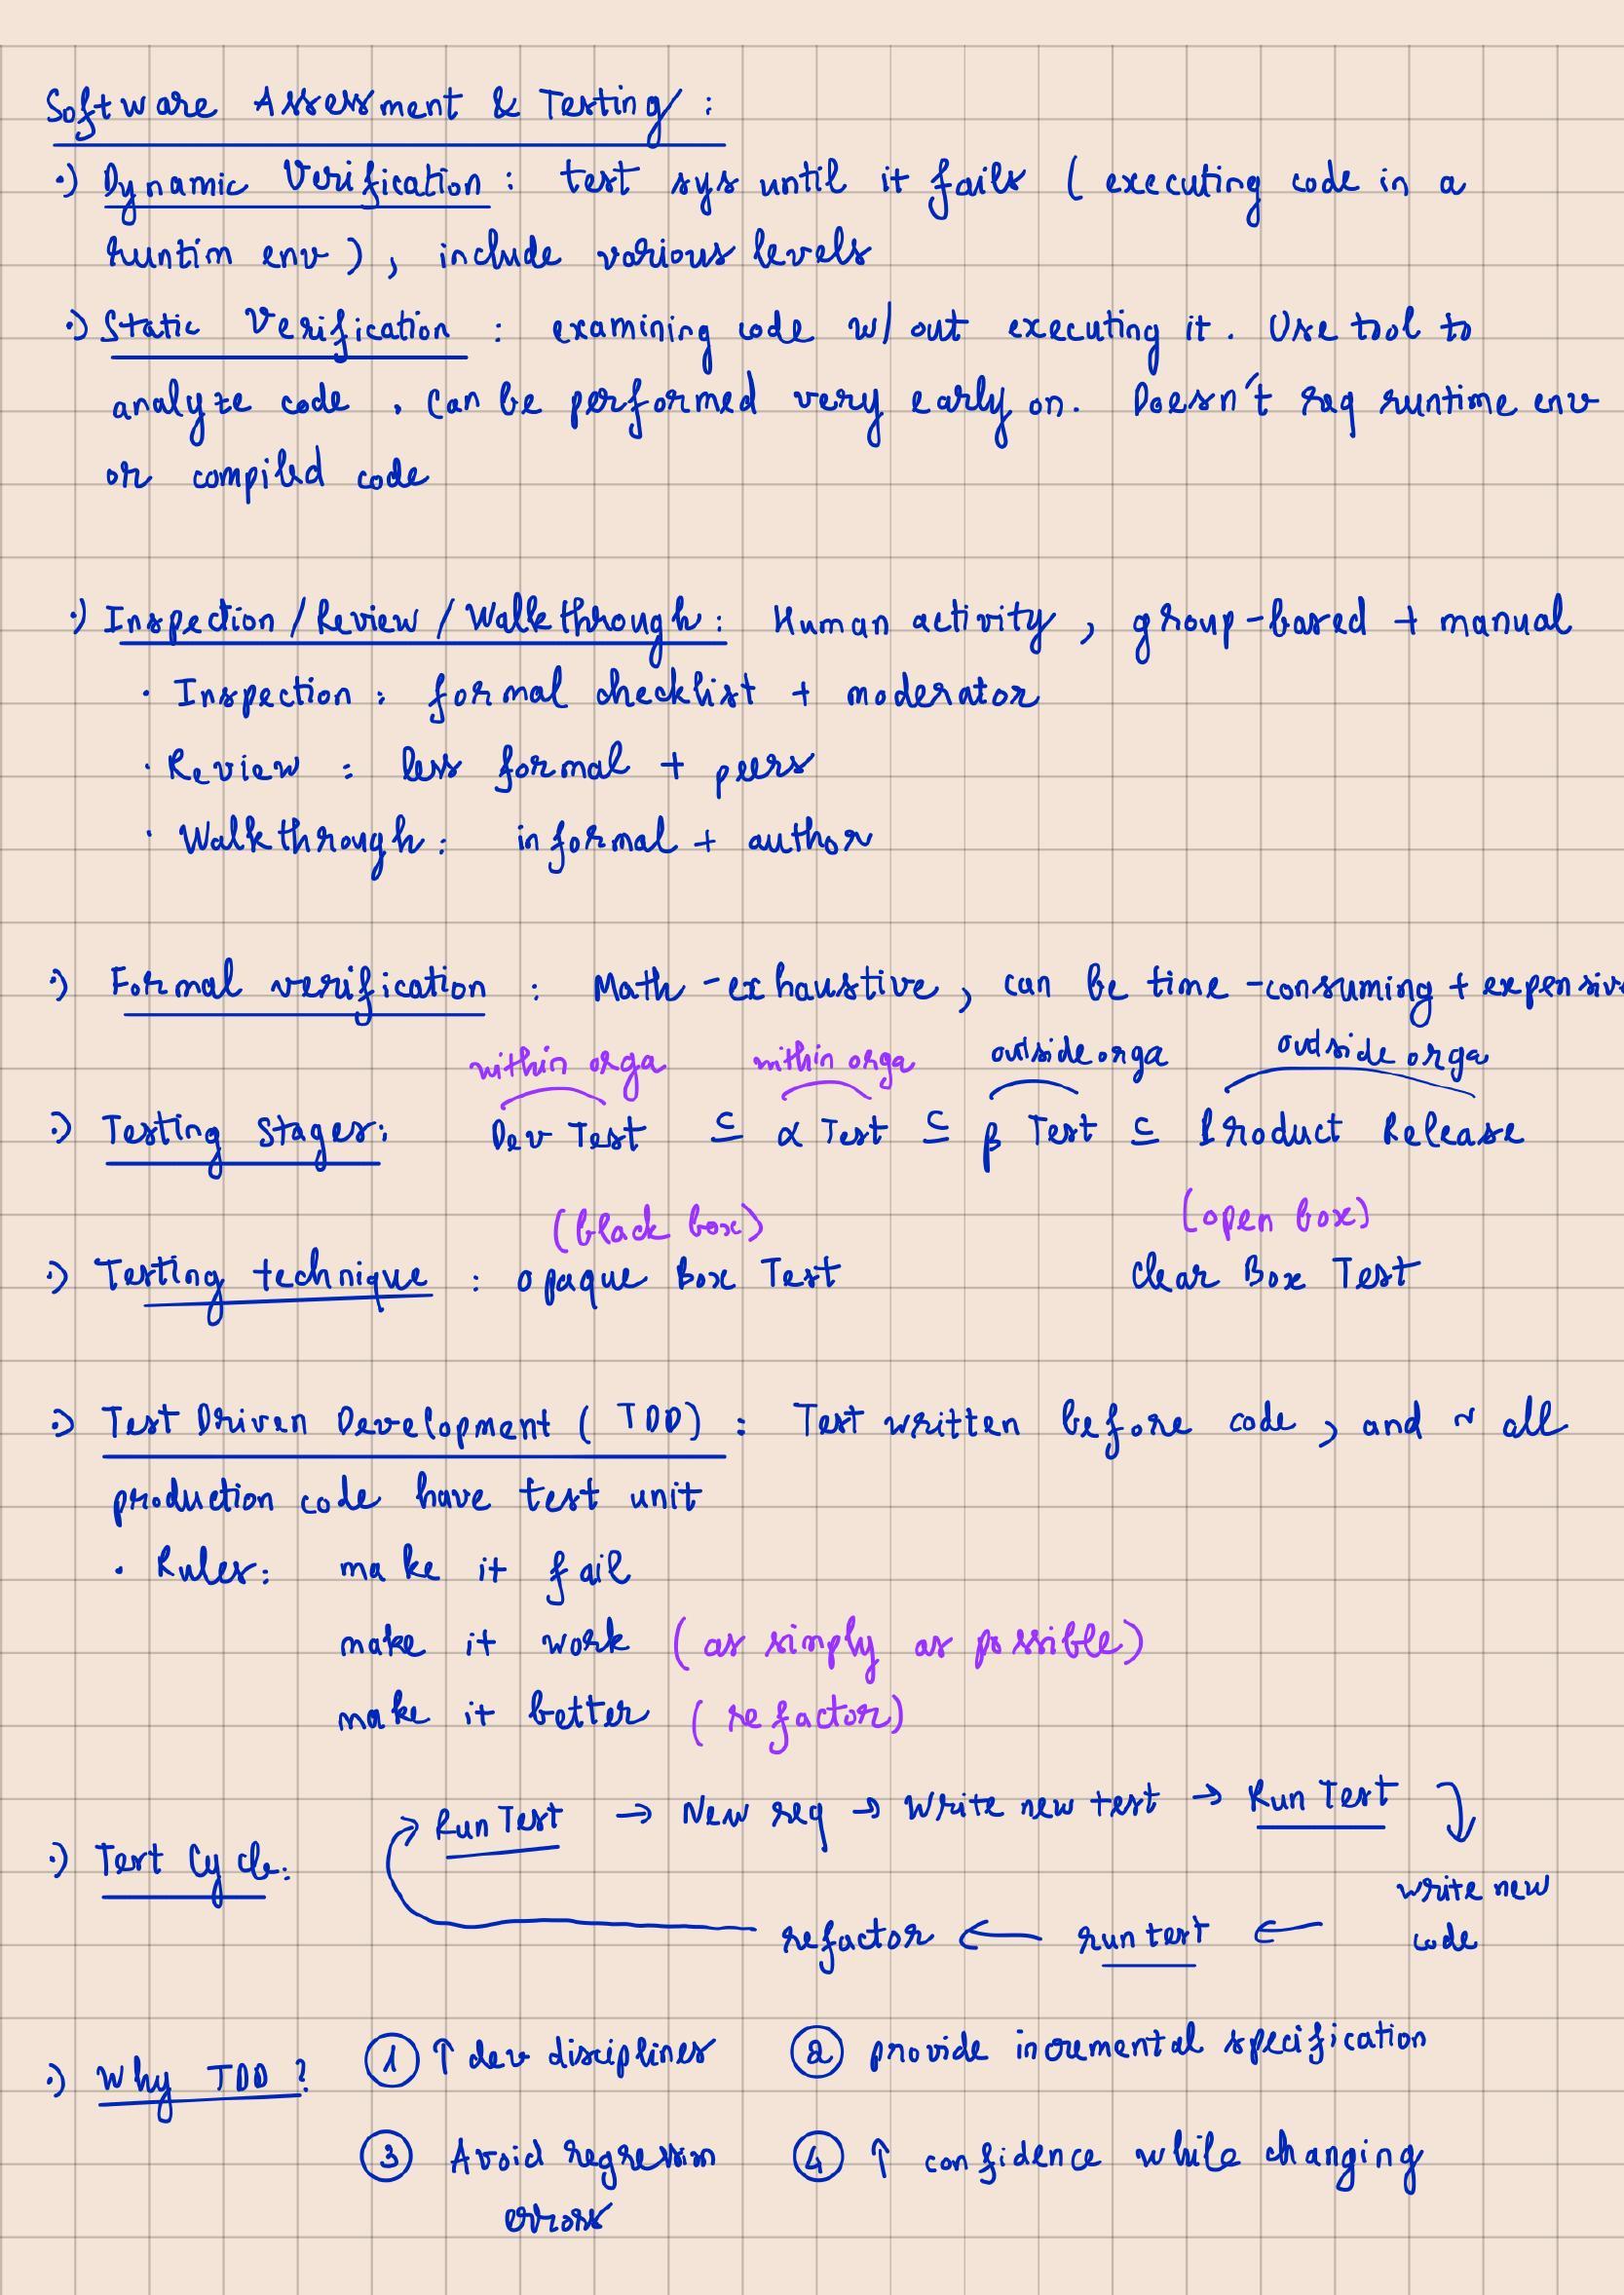 Software Assessment & Testing :
·) Dynamic Verification : test sys until it fails ( executing code in a
runtim env ) , include various levels
·) Static Verification : examining code w/ out executing it . Use tool to
analyze code . Can be performed very early on. Doesn't req runtime env
or compiled code
·) Inspection / Review / Walkthrough : Human activity , group-based + manual
· Inspection : formal checklist + moderator
· Review : less formal + peers
· Walkthrough : informal + author
·) Formal verification : Math - exhaustive , can be time -consuming + expensive
within orga within orga outside orga outside orga
·) Testing Stages : Dev Test ⊆ α Test ⊆ β Test ⊆ Product Release
(black box) (open box)
·) Testing technique : opaque Box Test Clear Box Test
·) Test Driven Development ( TDD) : Test written before code , and ~ all
production code have test unit
· Rules : make it fail
make it work (as simply as possible)
make it better ( refactor)
Run Test → New req → Write new test → Run Test
·) Test Cycle :
write new
refactor ← run test ← code
·) Why TDD ? ① ↑ dev disciplines ② provide incremental specification
③ Avoid regression ④ ↑ confidence while changing
errors